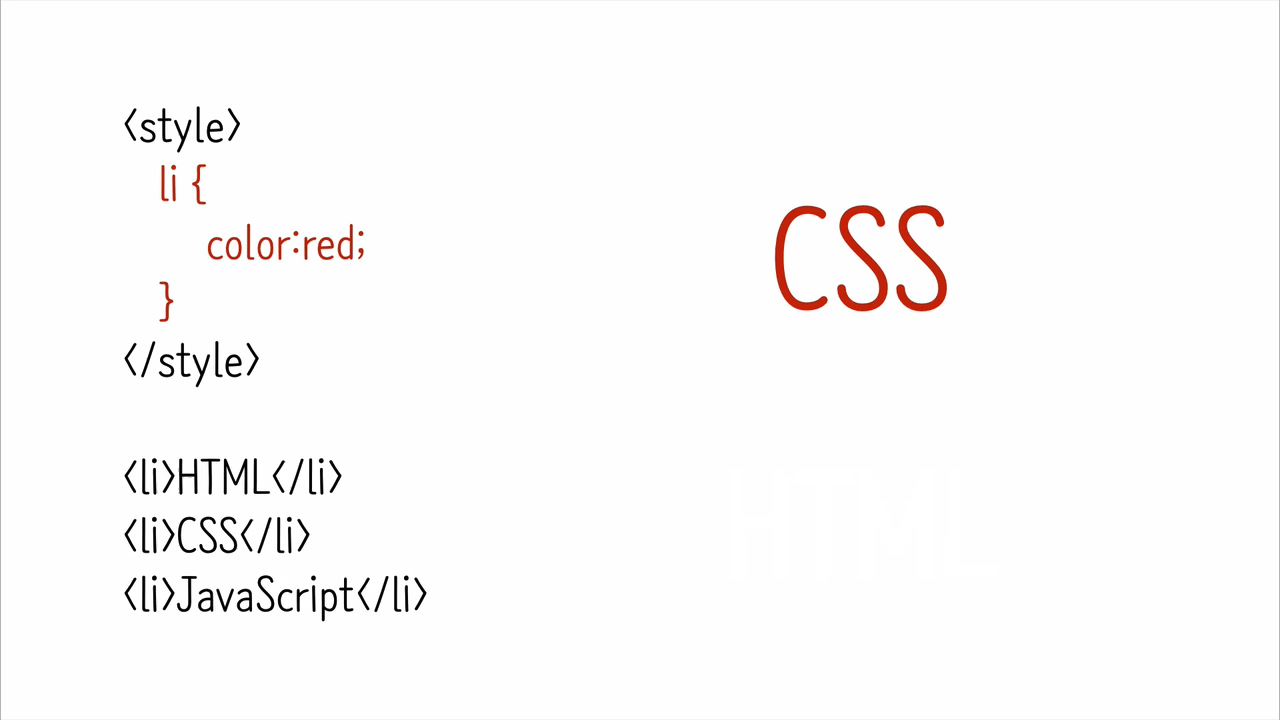 <style>
li {
color:red;
}
</style>
CSS
<li>HTML</li>
<li>CSS</li>
<li>JavaScript</li>